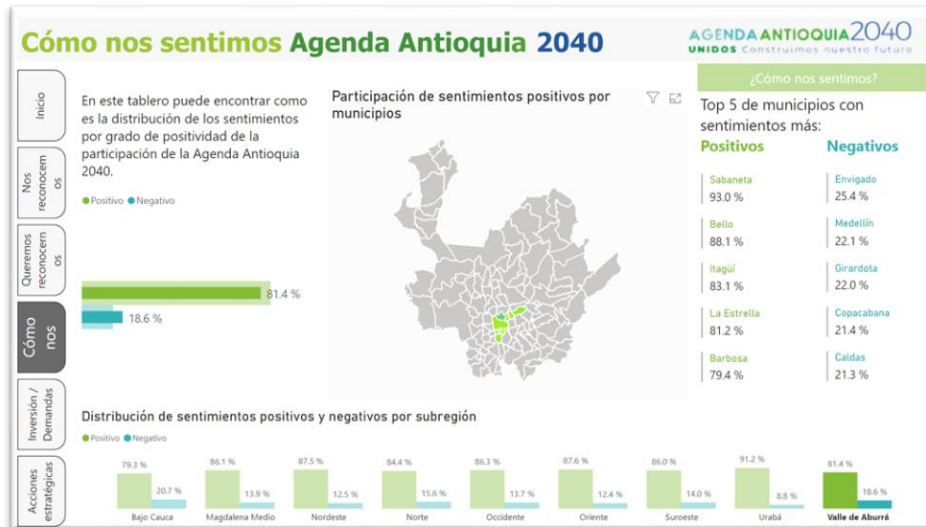 Cómo nos sentimos Agenda Antioquia 2040
AGENDA ANTIOQUIA 2040
UNIDOS Construimos nuestro futuro
Inicio
Nos
reconocem
os
Queremos
reconocern
os
Cómo
nos
Inversión /
Demandas
Acciones
estratégicas
En este tablero puede encontrar como
es la distribución de los sentimientos
por grado de positividad de la
participación de la Agenda Antioquia
2040.
Positivo Negativo
81.4 %
18.6 %
Participación de sentimientos positivos por
municipios
¿Cómo nos sentimos?
Top 5 de municipios con
sentimientos más:
Positivos Negativos
Sabaneta Envigado
93.0 % 25.4 %
Bello Medellín
88.1 % 22.1 %
Itagüí Girardota
83.1 % 22.0 %
La Estrella Copacabana
81.2 % 21.4 %
Barbosa Caldas
79.4 % 21.3 %
Distribución de sentimientos positivos y negativos por subregión
Positivo Negativo
79.3 % 86.1 % 87.5 % 84.4 % 86.3 % 87.6 % 86.0 % 91.2 % 81.4 %
20.7 % 13.9 % 12.5 % 15.6 % 13.7 % 12.4 % 14.0 % 8.8 % 18.6 %
Bajo Cauca Magdalena Medio Nordeste Norte Occidente Oriente Suroeste Urabá Valle de Aburrá